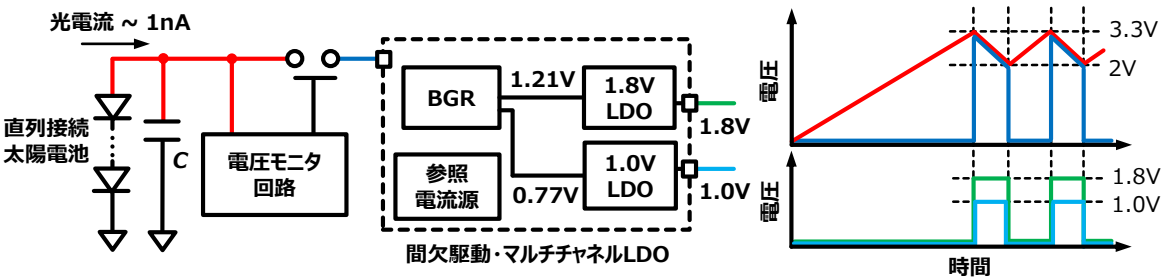 光電流 ~ 1nA
直列接続
太陽電池
C
電圧モニタ
回路
BGR
参照
電流源
1.21V
0.77V
1.8V
LDO
1.0V
LDO
1.8V
1.0V
間欠駆動・マルチチャネルLDO
電圧
3.3V
2V
電圧
1.8V
1.0V
時間